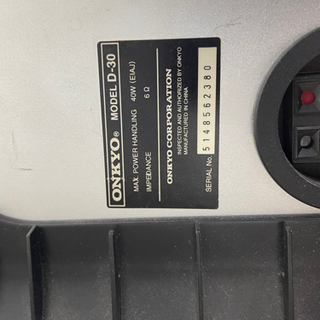 ONKYO® MODEL D-30
MAX. POWER HANDLING 40W (EIAJ)
IMPEDANCE 6 Ω
ONKYO CORPORATION
INSPECTED AND AUTHORIZED BY ONKYO
MANUFACTURED IN CHINA
SERIAL No. 5148562380